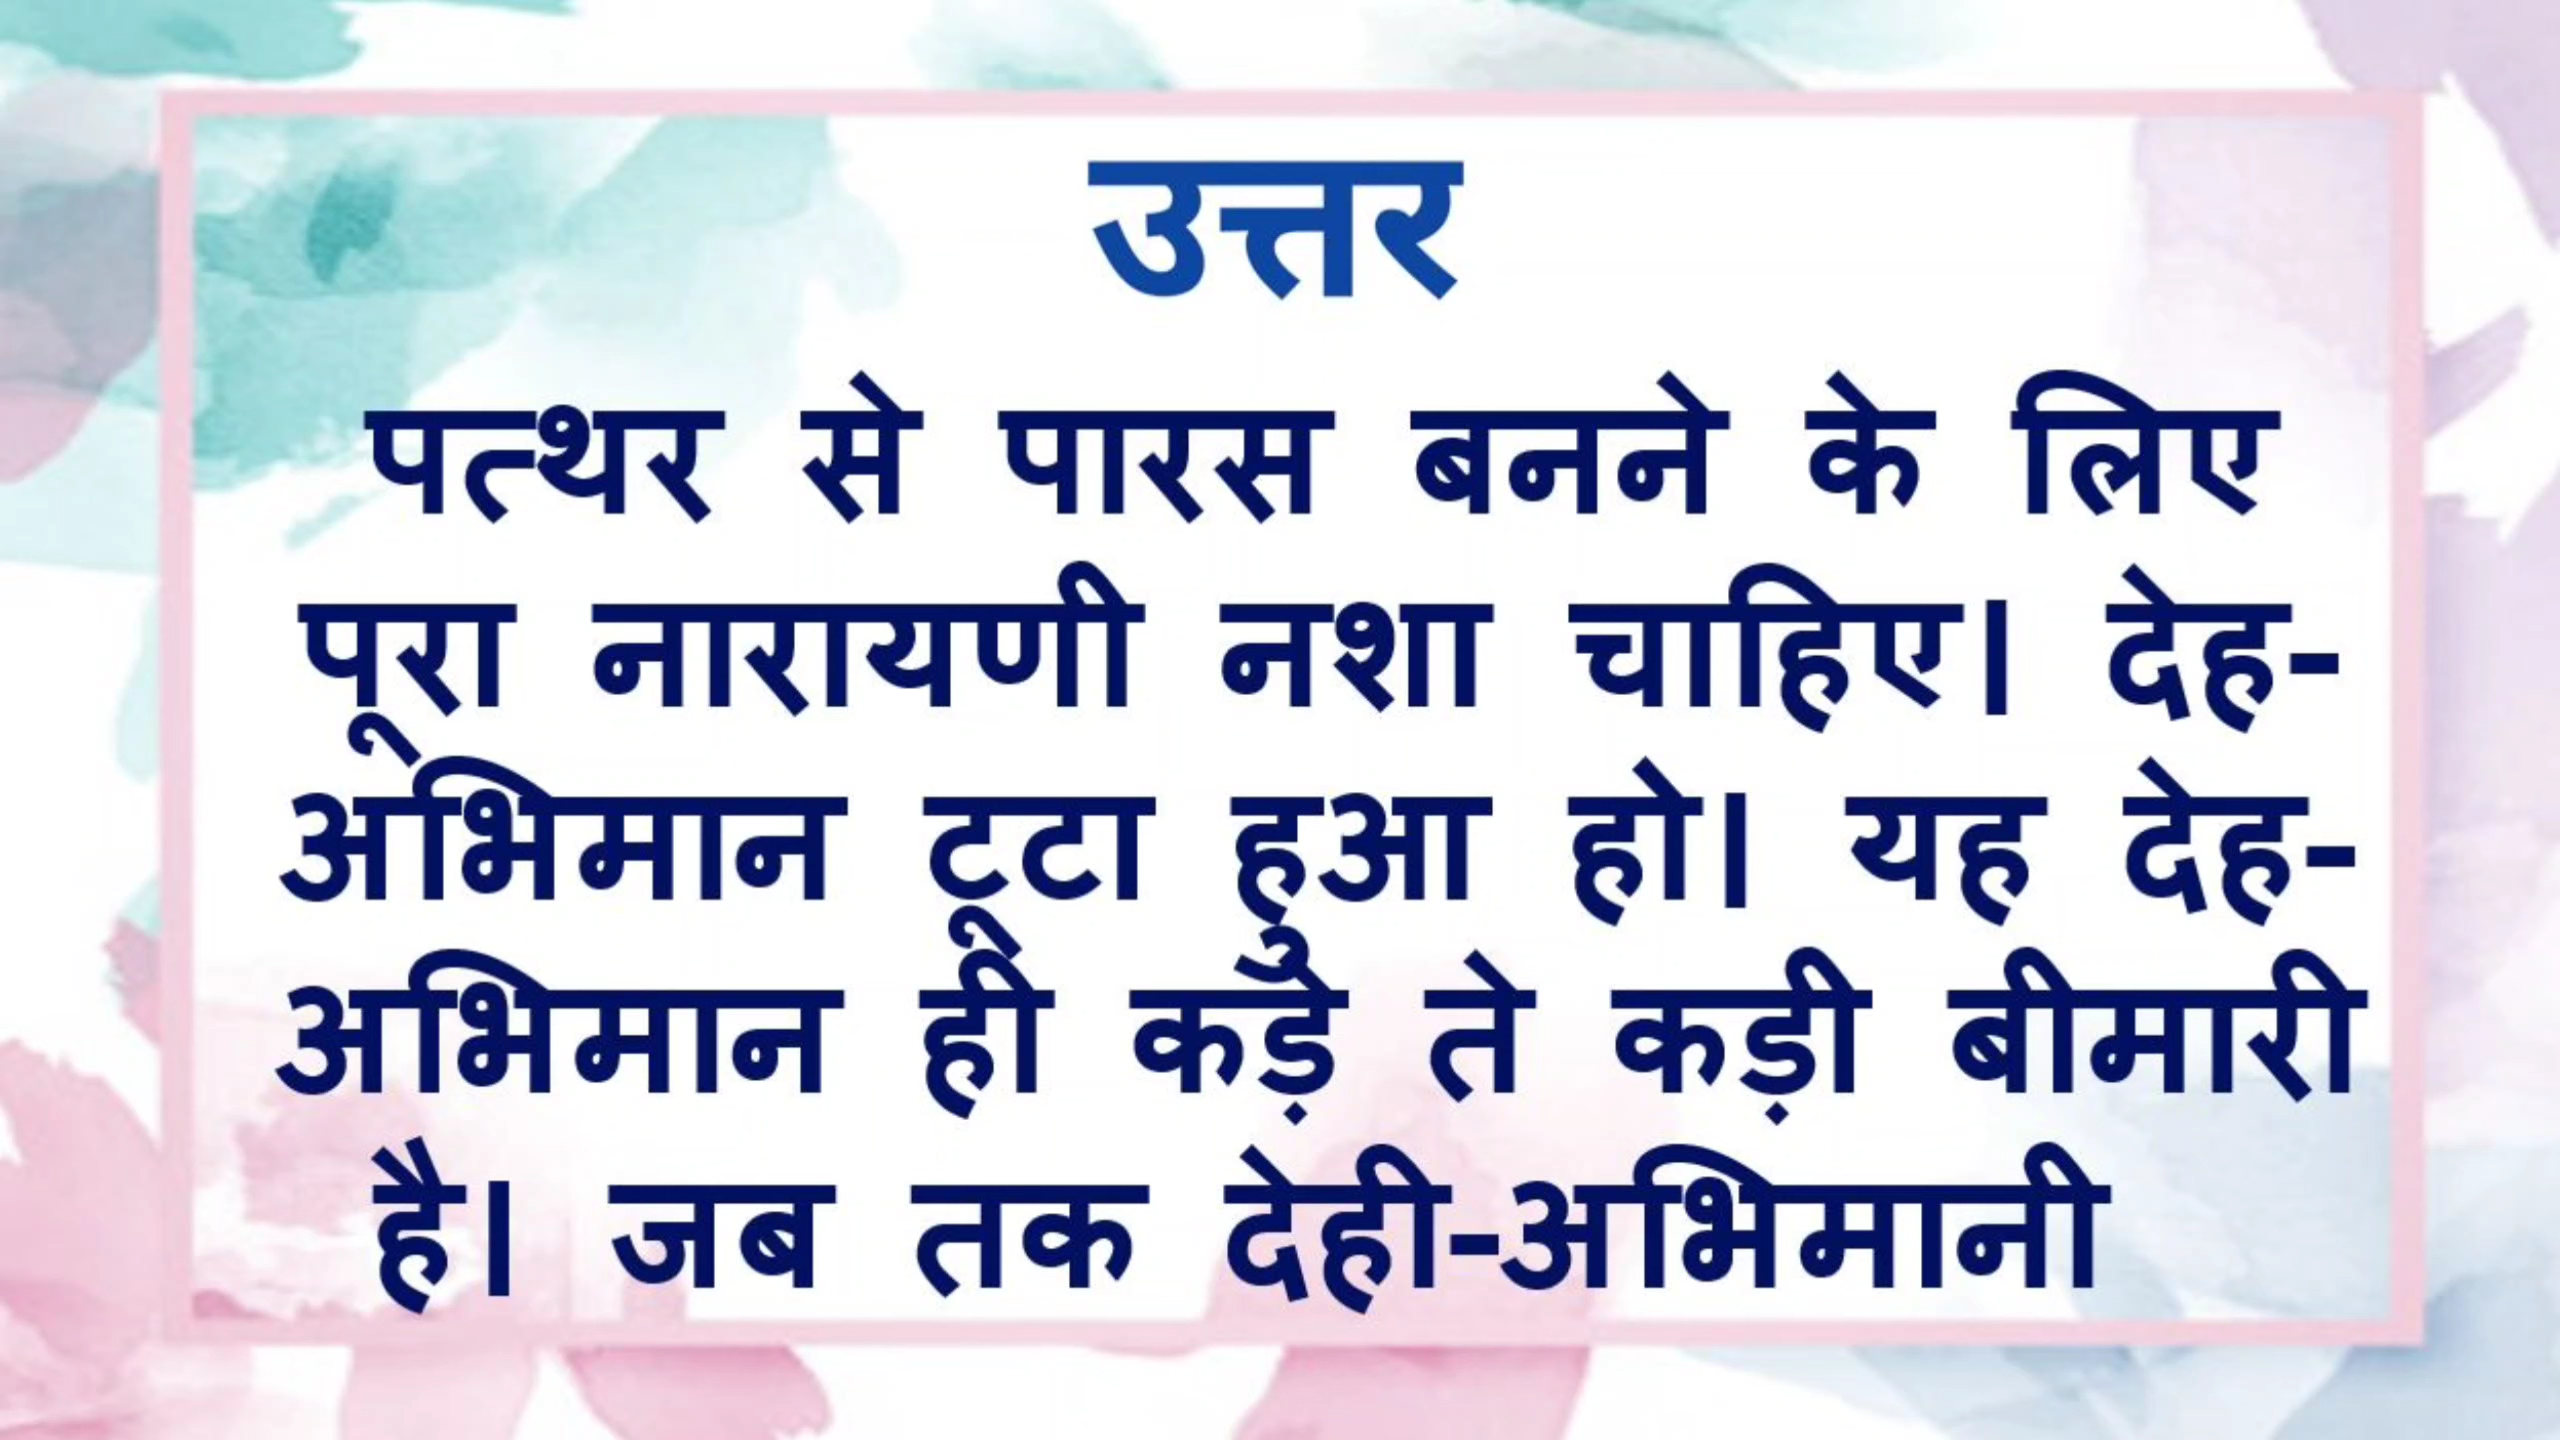 उत्तर
पत्थर से पारस बनने के लिए
पूरा नारायणी नशा चाहिए। देह-
अभिमान टूटा हुआ हो। यह देह-
अभिमान ही कड़े ते कड़ी बीमारी
है। जब तक देही-अभिमानी